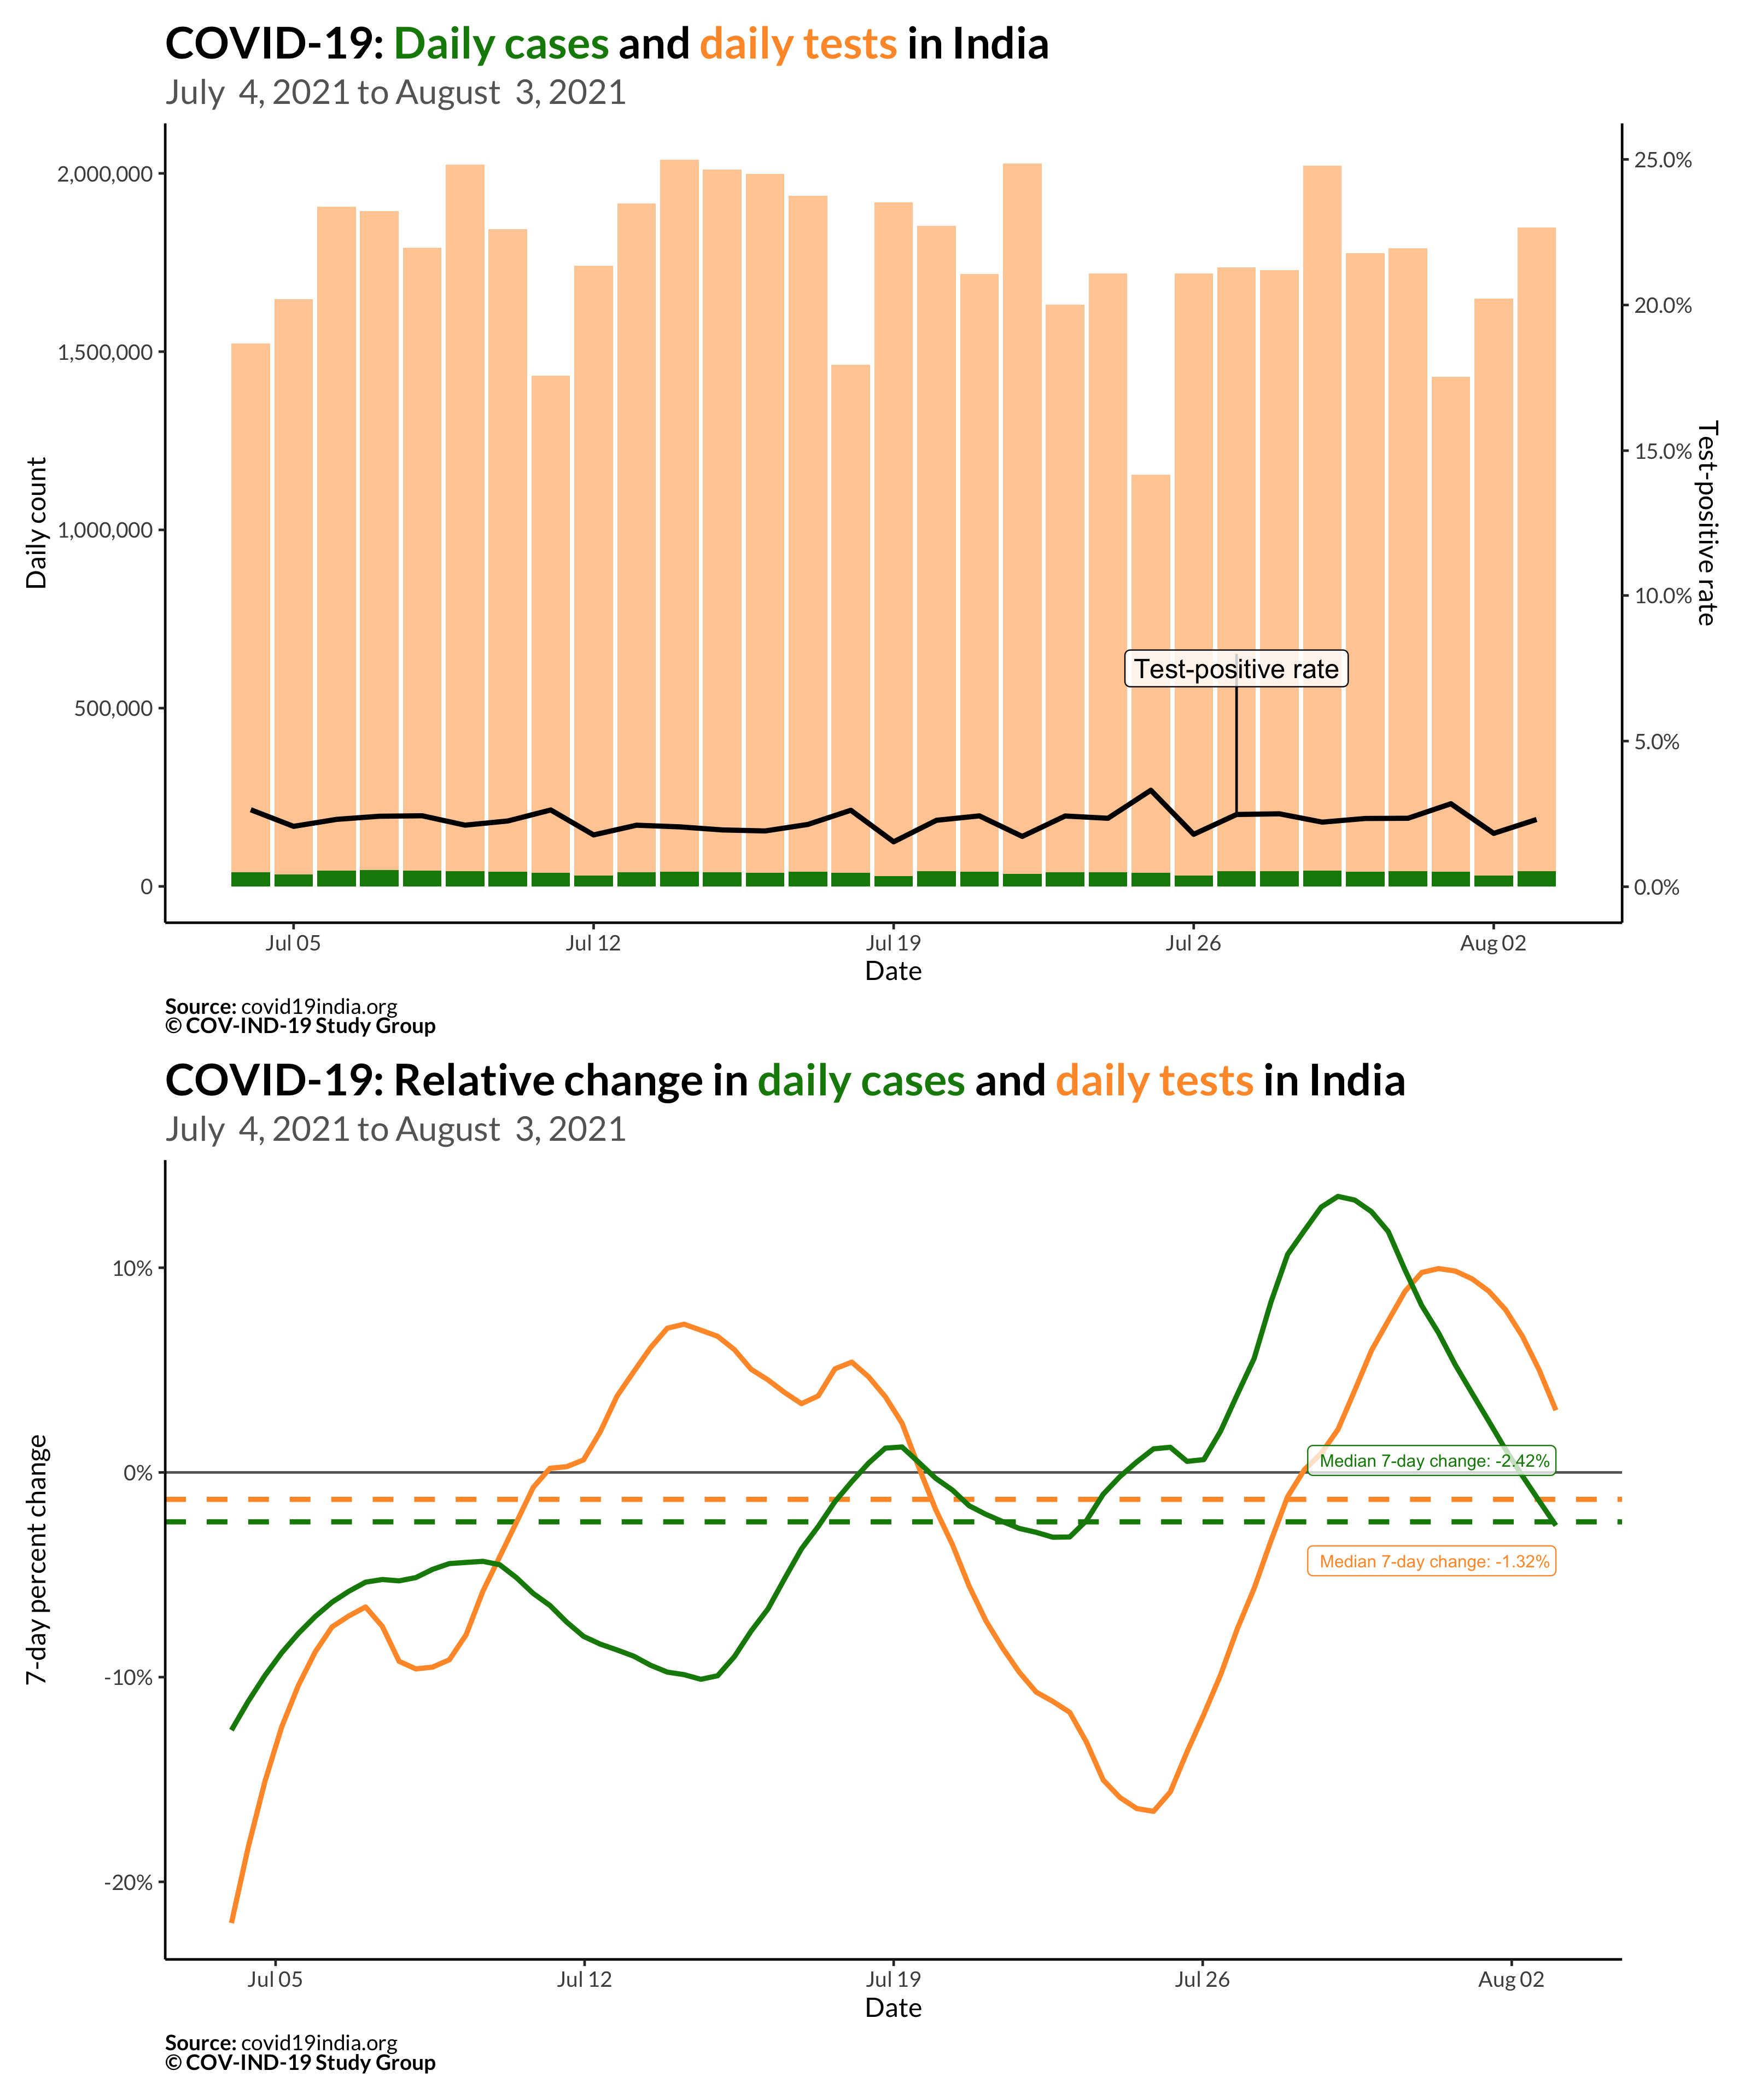 COVID-19: Daily cases and daily tests in India
July 4, 2021 to August 3, 2021
Daily count
2,000,000
1,500,000
1,000,000
500,000
0
25.0%
20.0%
15.0%
10.0%
5.0%
0.0%
Test-positive rate
Test-positive rate
Jul 05
Jul 12
Jul 19
Jul 26
Aug 02
Date
Source: covid19india.org
© COV-IND-19 Study Group
COVID-19: Relative change in daily cases and daily tests in India
July 4, 2021 to August 3, 2021
7-day percent change
10%
0%
-10%
-20%
Median 7-day change: -2.42%
Median 7-day change: -1.32%
Jul 05
Jul 12
Jul 19
Jul 26
Aug 02
Date
Source: covid19india.org
© COV-IND-19 Study Group